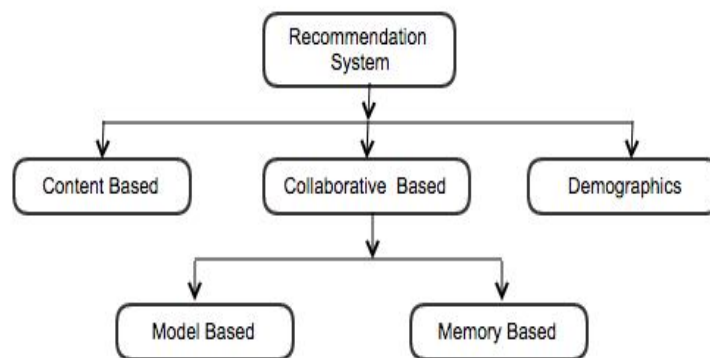 Recommendation
System
Content Based
Collaborative Based
Demographics
Model Based
Memory Based